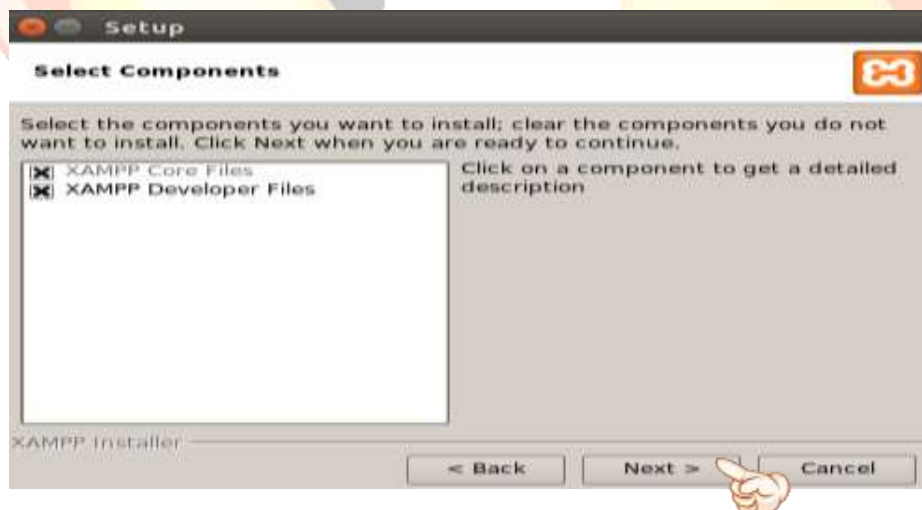 Setup
Select Components
Select the components you want to install; clear the components you do not
want to install. Click Next when you are ready to continue.
XAMPP Core Files
XAMPP Developer Files
Click on a component to get a detailed
description
XAMPP Installer
< Back
Next >
Cancel